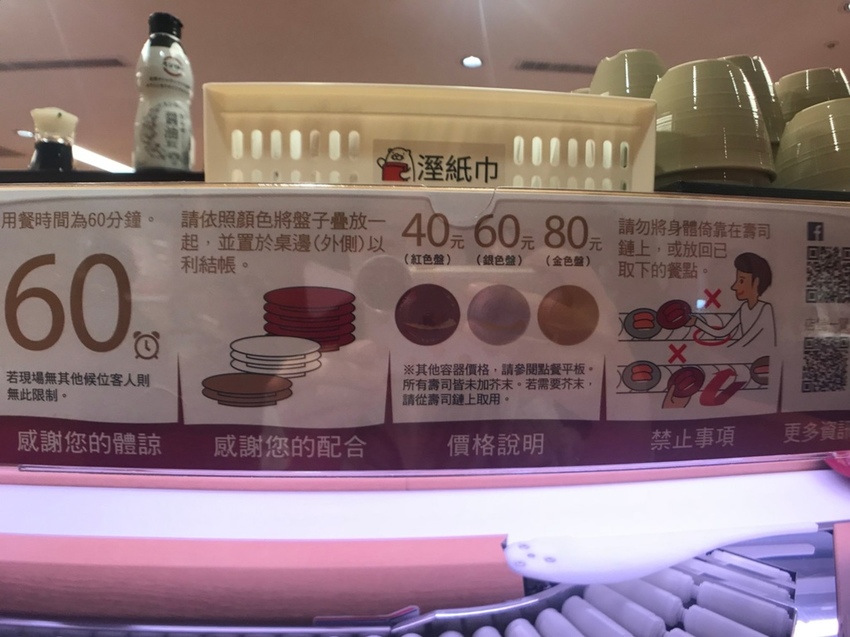 醬油
溼紙巾
用餐時間為60分鐘。
60
若現場無其他候位客人則
無此限制。
感謝您的體諒
請依照顏色將盤子疊放一
起,並置於桌邊(外側)以
利結帳。
感謝您的配合
40元 60元 80元
(紅色盤) (銀色盤) (金色盤)
※其他容器價格,請參閱點餐平板。
所有壽司皆未加芥末。若需要芥末,
請從壽司鏈上取用。
價格說明
請勿將身體倚靠在壽司
鏈上,或放回已
取下的餐點。
禁止事項
更多資訊